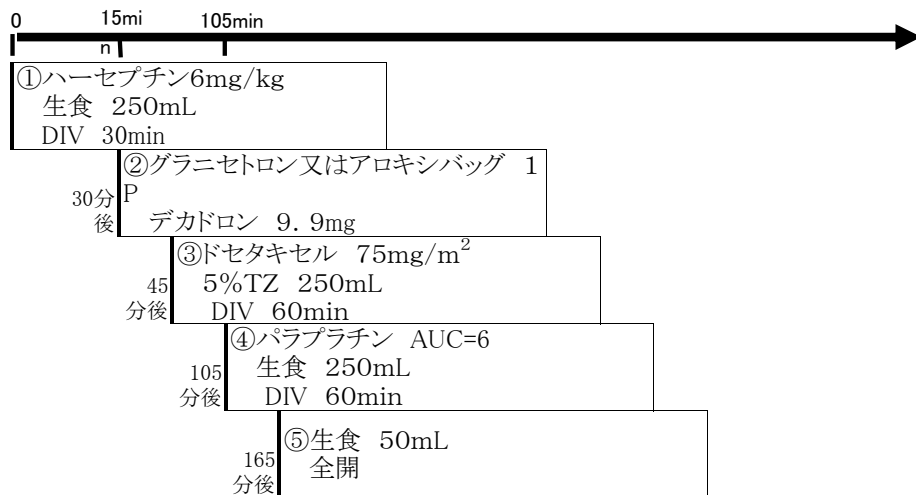 0 15mi 105min
n
①ハーセプチン6mg/kg
生食 250mL
DIV 30min
30分
後
②グラニセトロン又はアロキシバッグ 1
P
デカドロン 9.9mg
45
分後
③ドセタキセル 75mg/m²
5%TZ 250mL
DIV 60min
105
分後
④パラプラチン AUC=6
生食 250mL
DIV 60min
165
分後
⑤生食 50mL
全開